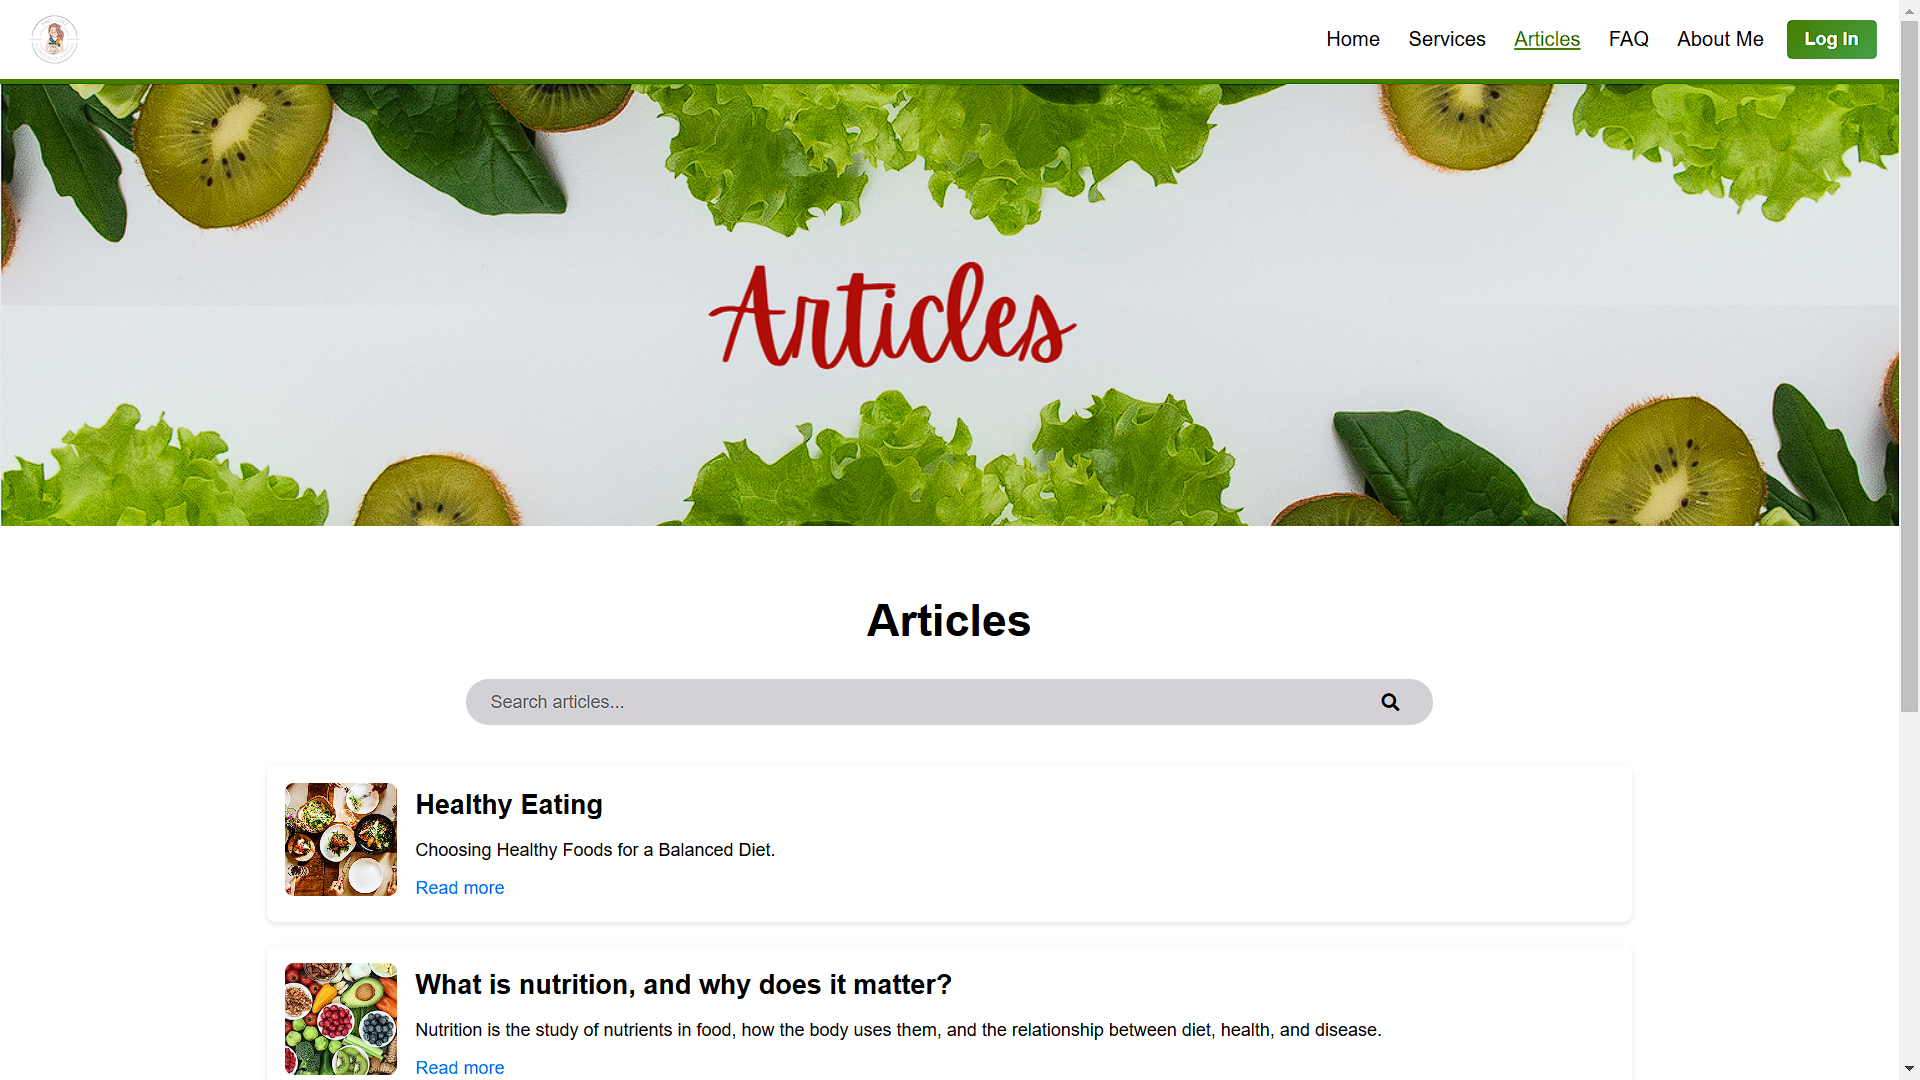 Home Services Articles FAQ About Me Log In
Articles
Articles
Search articles...
Healthy Eating
Choosing Healthy Foods for a Balanced Diet.
Read more
What is nutrition, and why does it matter?
Nutrition is the study of nutrients in food, how the body uses them, and the relationship between diet, health, and disease.
Read more